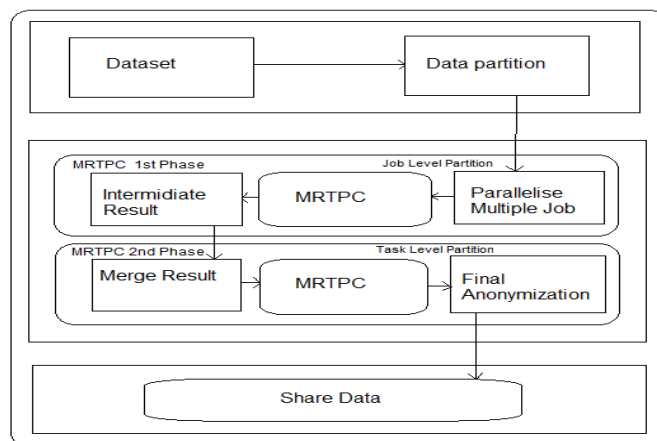 Dataset
Data partition
MRTPC 1st Phase
Job Level Partition
Intermidiate
Result
MRTPC
Parallelise
Multiple Job
MRTPC 2nd Phase
Task Level Partition
Merge Result
MRTPC
Final
Anonymization
Share Data